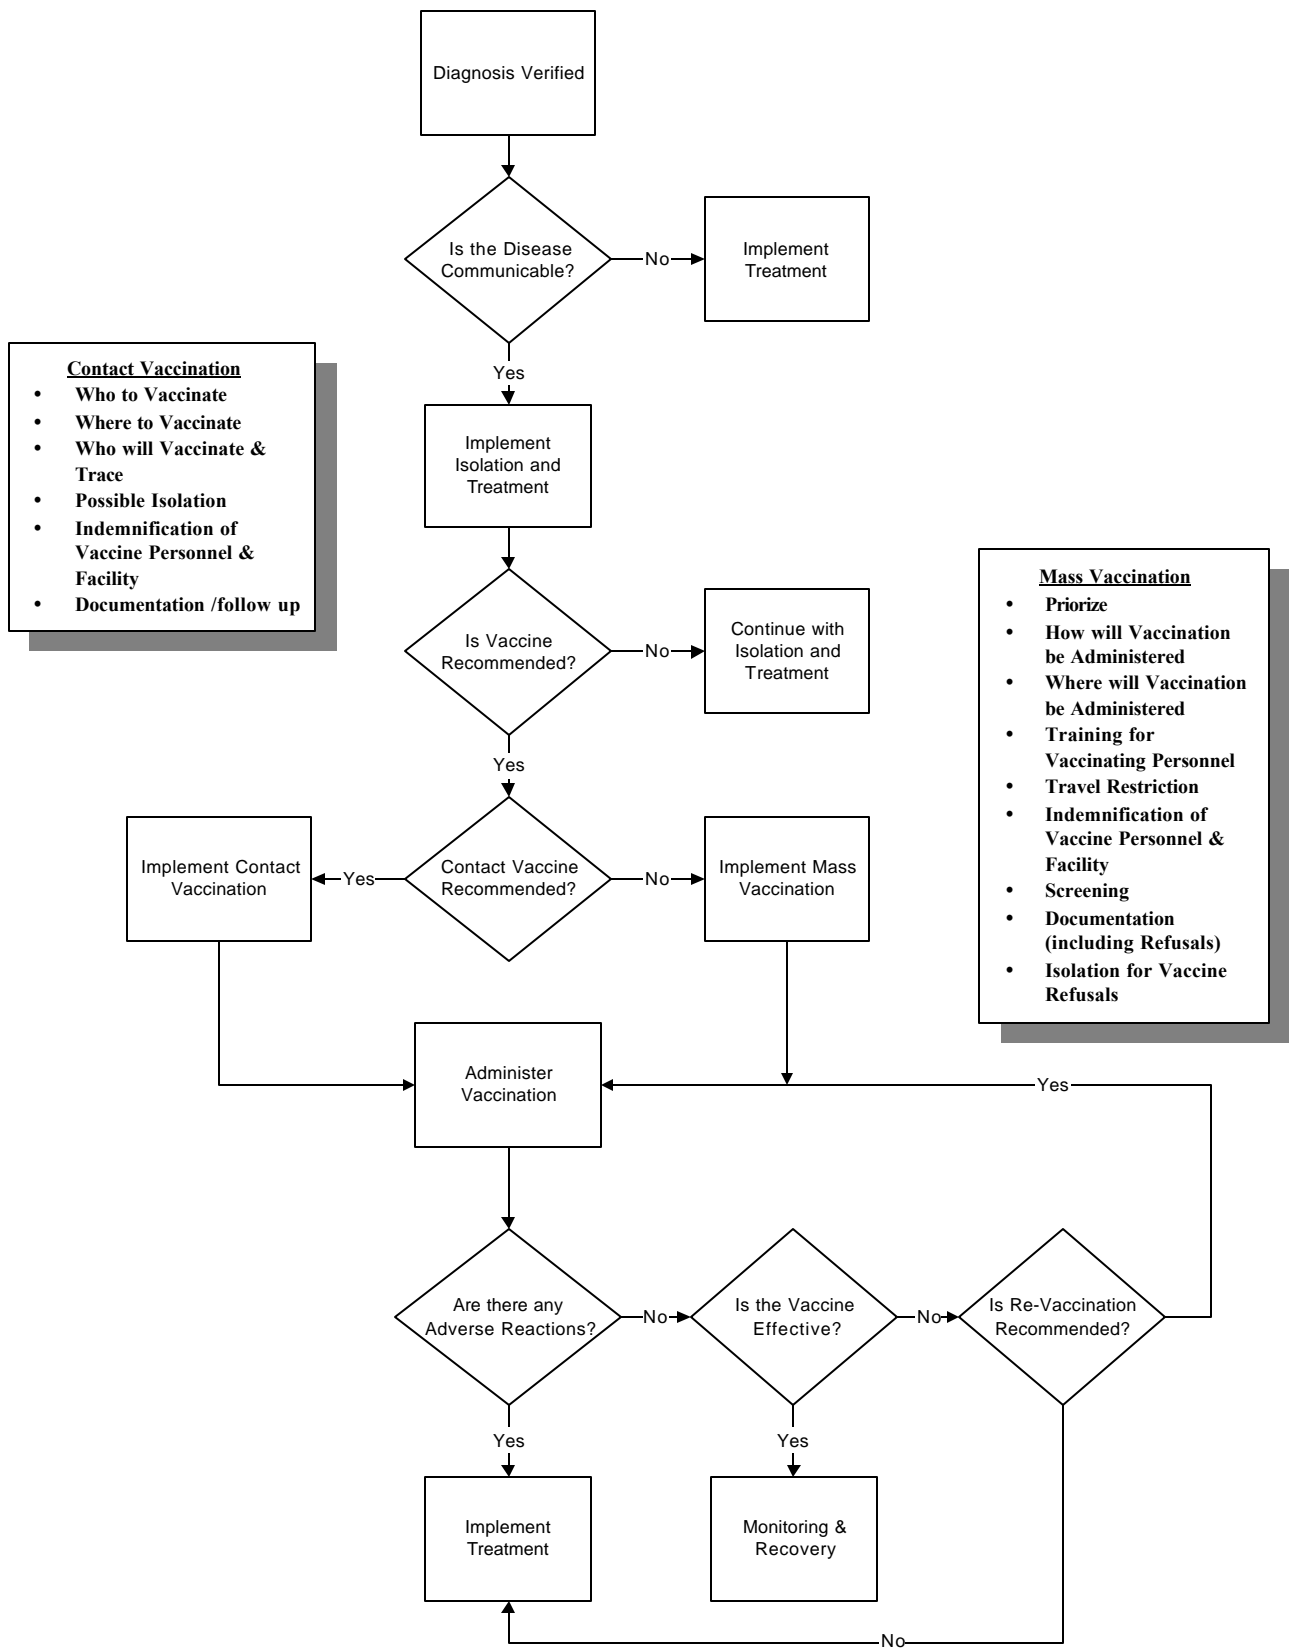 Diagnosis Verified
Is the Disease
Communicable?
No
Implement
Treatment
Yes
Contact Vaccination
• Who to Vaccinate
• Where to Vaccinate
• Who will Vaccinate &
Trace
• Possible Isolation
• Indemnification of
Vaccine Personnel &
Facility
• Documentation /follow up
Implement
Isolation and
Treatment
Is Vaccine
Recommended?
No
Continue with
Isolation and
Treatment
Yes
Mass Vaccination
• Priorize
• How will Vaccination
be Administered
• Where will Vaccination
be Administered
• Training for
Vaccinating Personnel
• Travel Restriction
• Indemnification of
Vaccine Personnel &
Facility
• Screening
• Documentation
(including Refusals)
• Isolation for Vaccine
Refusals
Implement Contact
Vaccination
Yes
Contact Vaccine
Recommended?
No
Implement Mass
Vaccination
Administer
Vaccination
Yes
Are there any
Adverse Reactions?
No
Is the Vaccine
Effective?
No
Is Re-Vaccination
Recommended?
Yes
Yes
Implement
Treatment
Monitoring &
Recovery
No